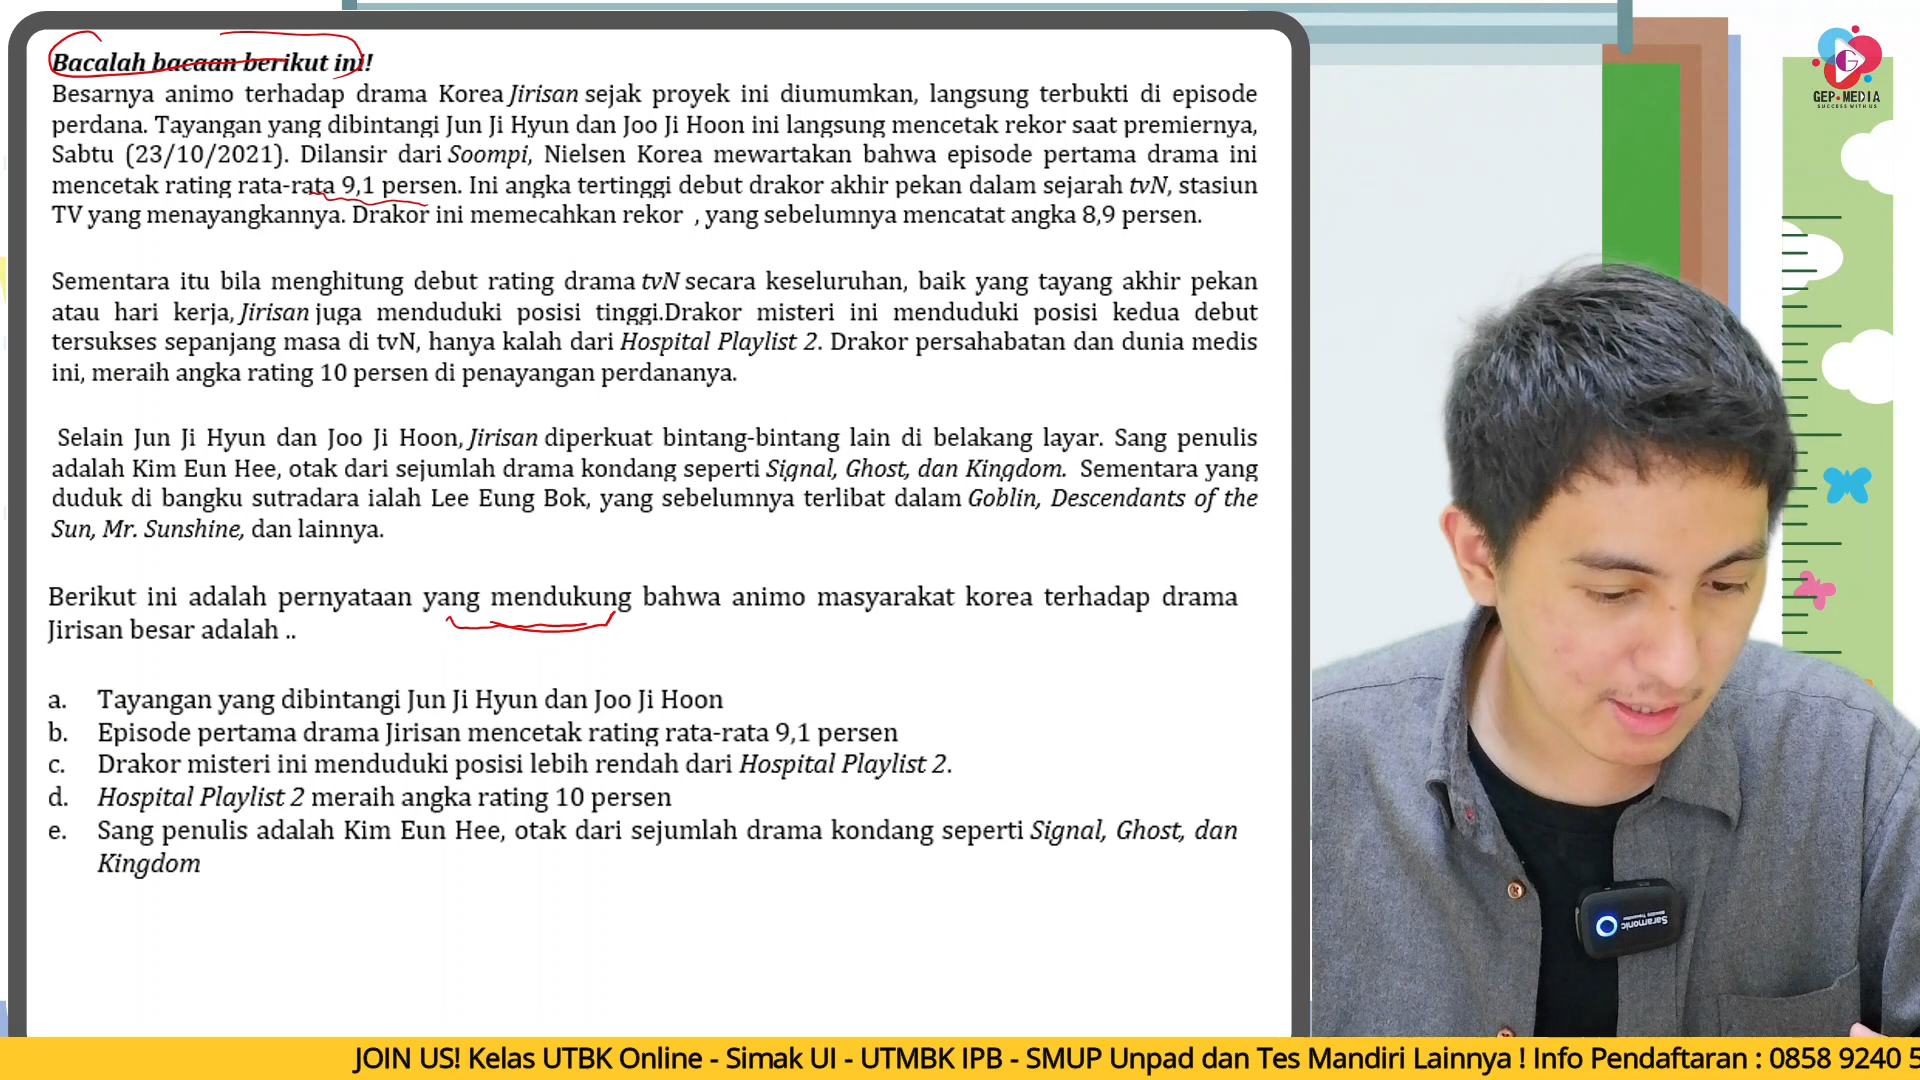 Bacalah bacaan berikut ini!
Besarnya animo terhadap drama Korea Jirisan sejak proyek ini diumumkan, langsung terbukti di episode
perdana. Tayangan yang dibintangi Jun Ji Hyun dan Joo Ji Hoon ini langsung mencetak rekor saat premiernya,
Sabtu (23/10/2021). Dilansir dari Soompi, Nielsen Korea mewartakan bahwa episode pertama drama ini
mencetak rating rata-rata 9,1 persen. Ini angka tertinggi debut drakor akhir pekan dalam sejarah tvN, stasiun
TV yang menayangkannya. Drakor ini memecahkan rekor , yang sebelumnya mencatat angka 8,9 persen.
Sementara itu bila menghitung debut rating drama tvN secara keseluruhan, baik yang tayang akhir pekan
atau hari kerja, Jirisan juga menduduki posisi tinggi.Drakor misteri ini menduduki posisi kedua debut
tersukses sepanjang masa di tvN, hanya kalah dari Hospital Playlist 2. Drakor persahabatan dan dunia medis
ini, meraih angka rating 10 persen di penayangan perdananya.
Selain Jun Ji Hyun dan Joo Ji Hoon, Jirisan diperkuat bintang-bintang lain di belakang layar. Sang penulis
adalah Kim Eun Hee, otak dari sejumlah drama kondang seperti Signal, Ghost, dan Kingdom. Sementara yang
duduk di bangku sutradara ialah Lee Eung Bok, yang sebelumnya terlibat dalam Goblin, Descendants of the
Sun, Mr. Sunshine, dan lainnya.
Berikut ini adalah pernyataan yang mendukung bahwa animo masyarakat korea terhadap drama
Jirisan besar adalah ..
a. Tayangan yang dibintangi Jun Ji Hyun dan Joo Ji Hoon
b. Episode pertama drama Jirisan mencetak rating rata-rata 9,1 persen
c. Drakor misteri ini menduduki posisi lebih rendah dari Hospital Playlist 2.
d. Hospital Playlist 2 meraih angka rating 10 persen
e. Sang penulis adalah Kim Eun Hee, otak dari sejumlah drama kondang seperti Signal, Ghost, dan
Kingdom
G
GEP MEDIA
SUCCESS WITH US
Saramonic
JOIN US! Kelas UTBK Online - Simak UI - UTMBK IPB - SMUP Unpad dan Tes Mandiri Lainnya ! Info Pendaftaran : 0858 9240 5